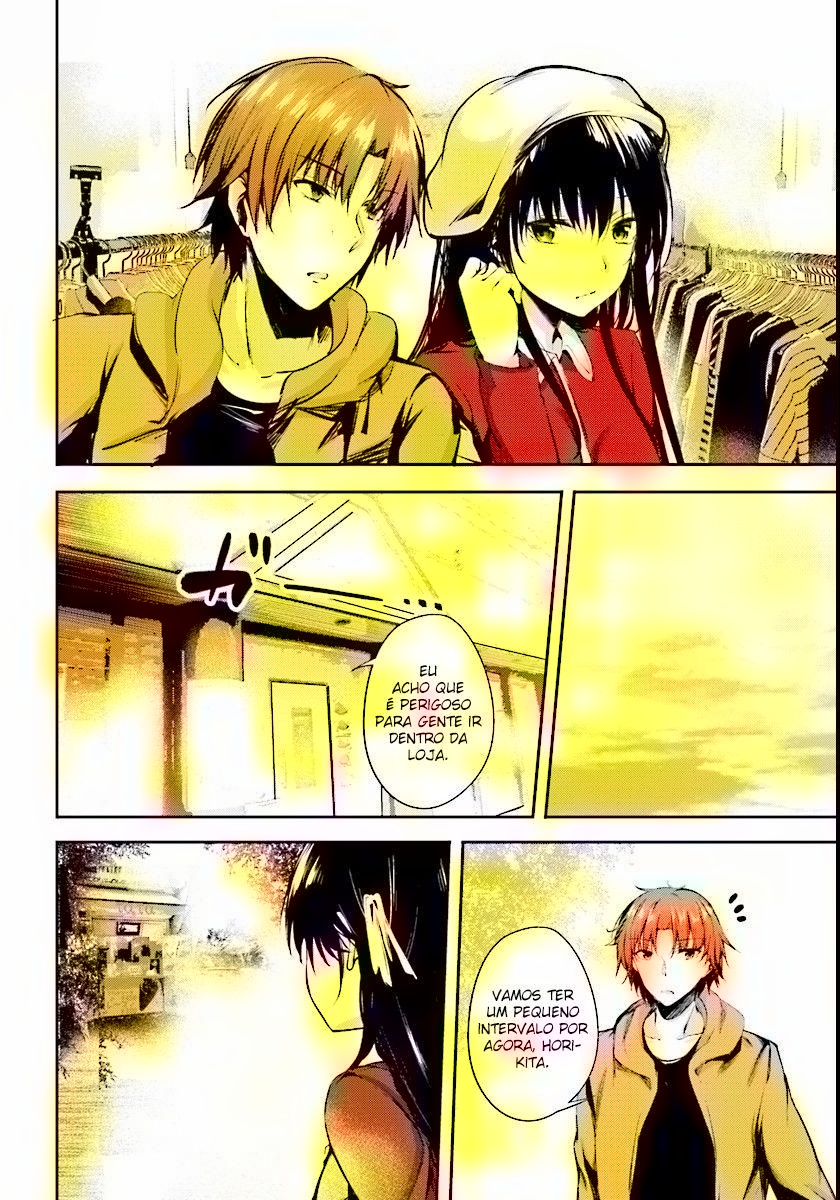 ガ
EU
ACHO QUE
É PERIGOSO
PARA GENTE IR
DENTRO DA
LOJA.
VAMOS TER
UM PEQUENO
INTERVALO POR
AGORA, HORI-
KITA.